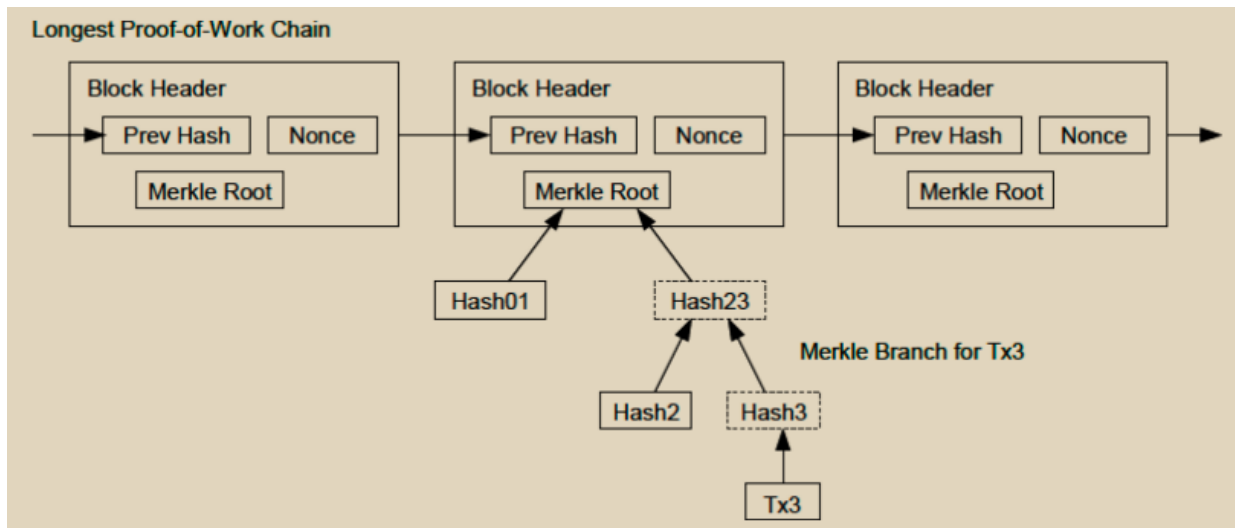 Longest Proof-of-Work Chain
Block Header
Prev Hash
Nonce
Merkle Root
Block Header
Prev Hash
Nonce
Merkle Root
Block Header
Prev Hash
Nonce
Merkle Root
Hash01
Hash23
Merkle Branch for Tx3
Hash2
Hash3
Tx3